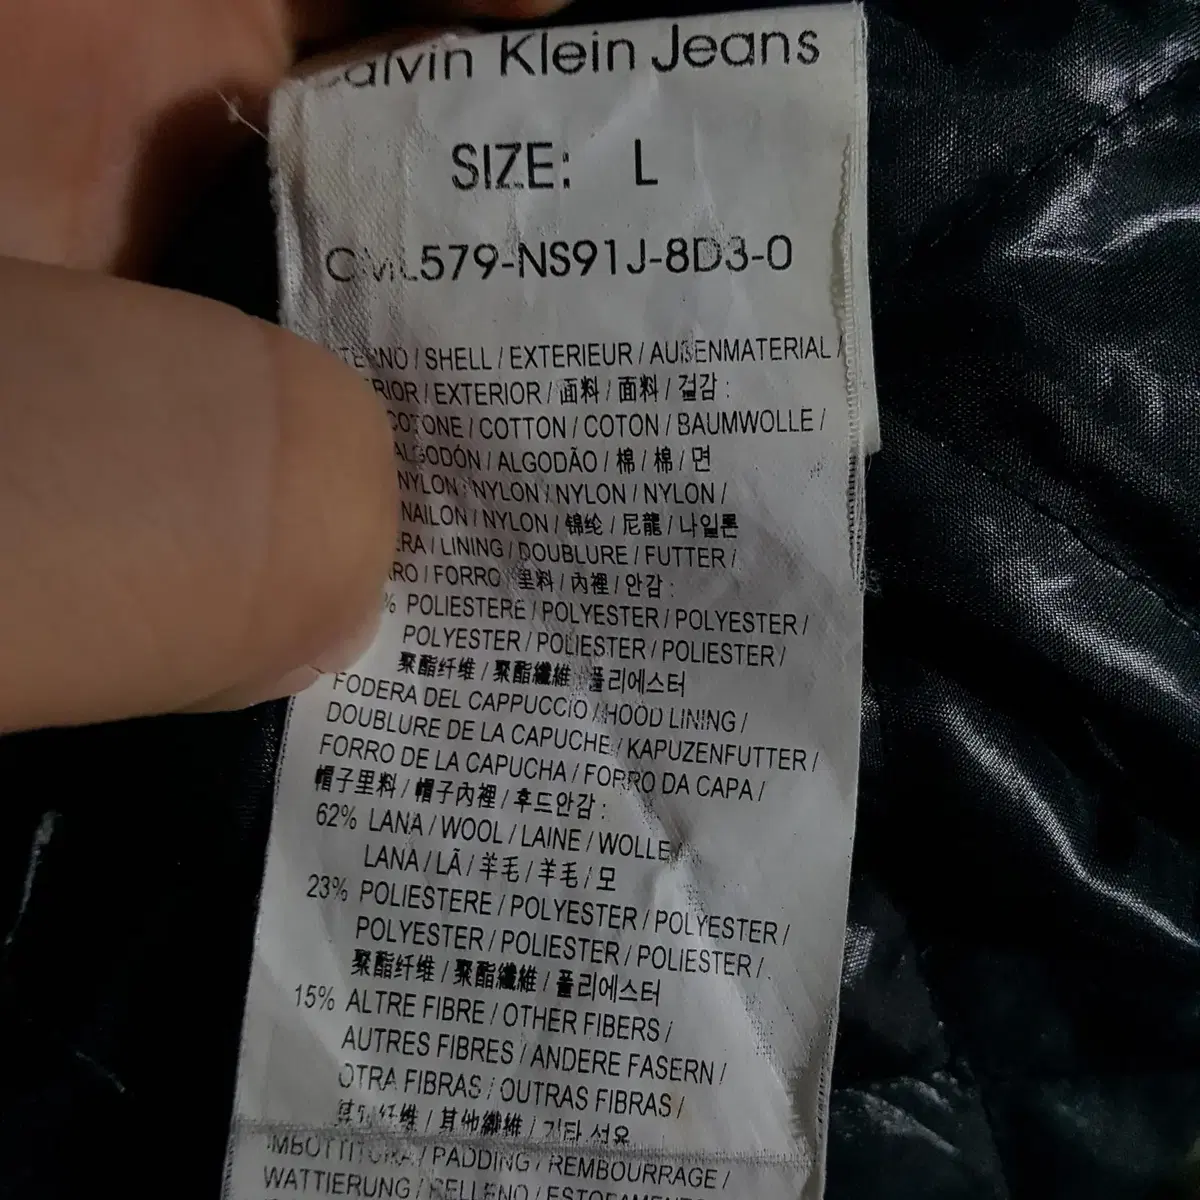 Calvin Klein Jeans
SIZE: L
579-NS91J-8D3-0
/ SHELL / EXTERIEUR / AUßENMATERIAL /
/ EXTERIOR / 面料 / 面料 / 겉감 :
COTONE / COTTON / COTON / BAUMWOLLE /
ALGODÓN / ALGODÃO / 棉 / 棉 / 면
NYLON / NYLON / NYLON / NYLON /
NAILON / NYLON / 锦纶 / 尼龍 / 나일론
/ LINING / DOUBLURE / FUTTER /
/ FORRO / 里料 / 內裡 / 안감 :
% POLIESTERE / POLYESTER / POLYESTER /
POLYESTER / POLIESTER / POLIESTER /
聚酯纤维 / 聚酯纖維 / 폴리에스터
FODERA DEL CAPPUCCIO / HOOD LINING /
DOUBLURE DE LA CAPUCHE / KAPUZENFUTTER /
FORRO DE LA CAPUCHA / FORRO DA CAPA /
帽子里料 / 帽子內裡 / 후드안감 :
62% LANA / WOOL / LAINE / WOLLE
LANA / LÃ / 羊毛 / 羊毛 / 모
23% POLIESTERE / POLYESTER / POLYESTER /
POLYESTER / POLIESTER / POLIESTER /
聚酯纤维 / 聚酯纖維 / 폴리에스터
15% ALTRE FIBRE / OTHER FIBERS /
AUTRES FIBRES / ANDERE FASERN /
OTRA FIBRAS / OUTRAS FIBRAS /
其他纤维 / 其他纖維 / 기타 섬유
IMBOTTITURA / PADDING / REMBOURRAGE /
WATTIERUNG / RELLENO /